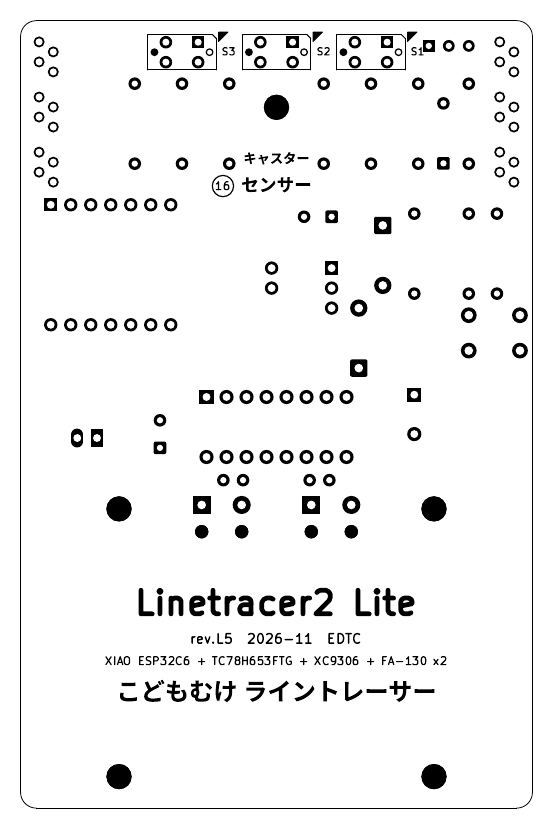 S3 S2 S1
キャスター
16 センサー
Linetracer2 Lite
rev.L5 2026-11 EDTC
XIAO ESP32C6 + TC78H653FTG + XC9306 + FA-130 x2
こどもむけ ライントレーサー